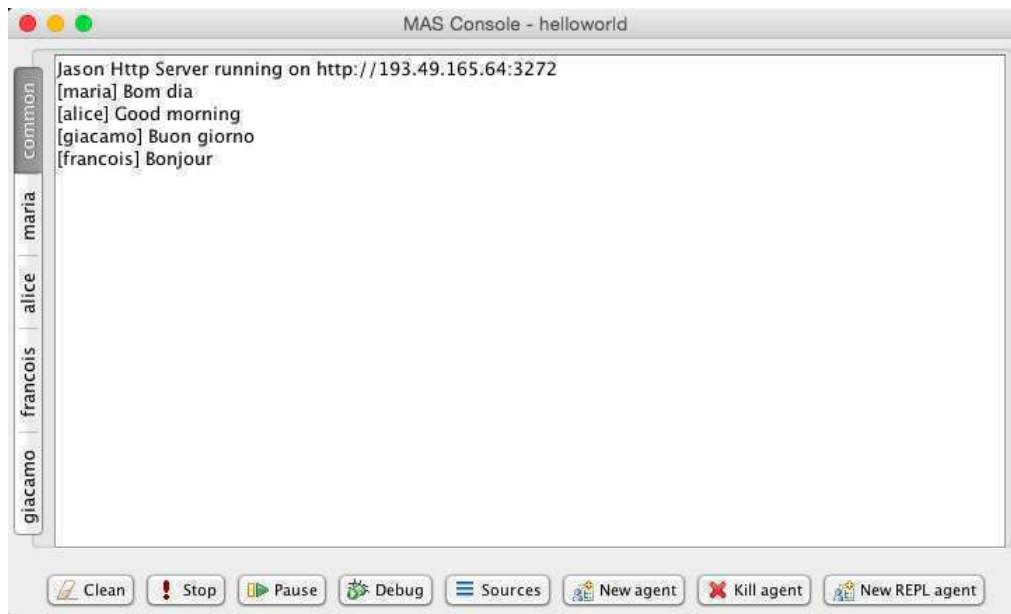 MAS Console - helloworld
common
maria
alice
francois
giacamo
Jason Http Server running on http://193.49.165.64:3272
[maria] Bom dia
[alice] Good morning
[giacamo] Buon giorno
[francois] Bonjour
Clean
Stop
Pause
Debug
Sources
New agent
Kill agent
New REPL agent